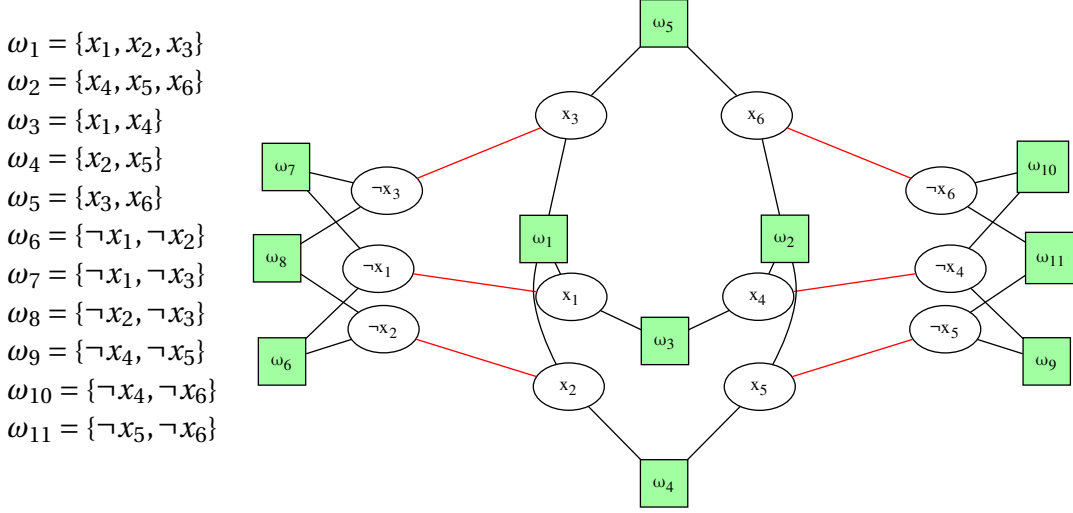 ω₁ = {x₁, x₂, x₃}
ω₂ = {x₄, x₅, x₆}
ω₃ = {x₁, x₄}
ω₄ = {x₂, x₅}
ω₅ = {x₃, x₆}
ω₆ = {¬x₁, ¬x₂}
ω₇ = {¬x₁, ¬x₃}
ω₈ = {¬x₂, ¬x₃}
ω₉ = {¬x₄, ¬x₅}
ω₁₀ = {¬x₄, ¬x₆}
ω₁₁ = {¬x₅, ¬x₆}
ω₅
x₃
x₆
ω₇
¬x₃
¬x₆
ω₁₀
ω₈
¬x₁
ω₁
ω₂
¬x₄
ω₁₁
x₁
x₄
ω₆
¬x₂
ω₃
¬x₅
ω₉
x₂
x₅
ω₄